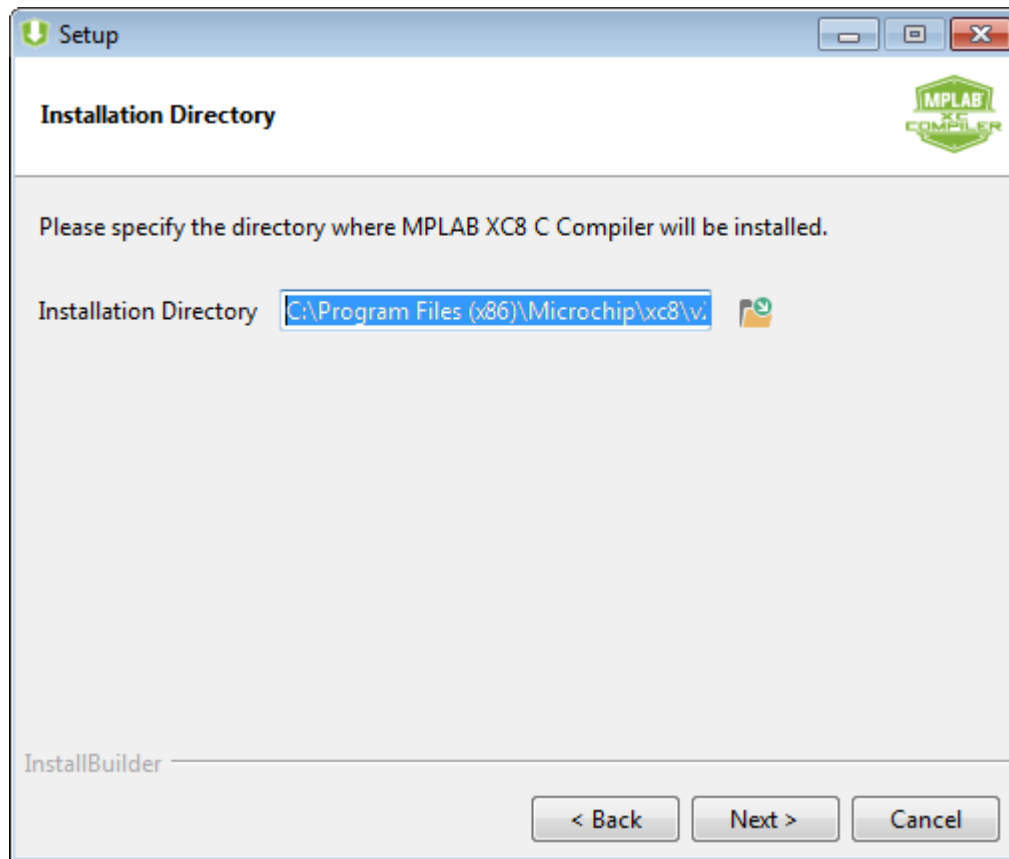 Setup
Installation Directory
MPLAB
XC
COMPILER
Please specify the directory where MPLAB XC8 C Compiler will be installed.
Installation Directory C:\Program Files (x86)\Microchip\xc8\v
InstallBuilder
< Back Next > Cancel